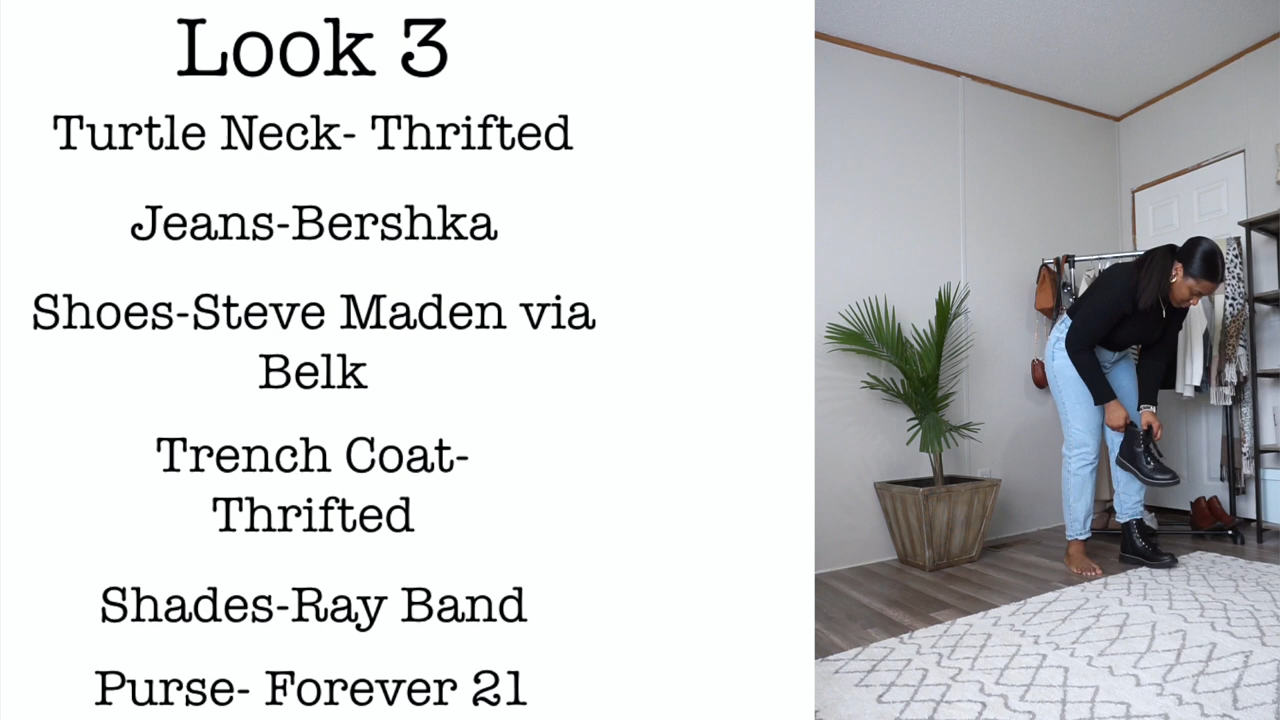 Look 3
Turtle Neck- Thrifted
Jeans-Bershka
Shoes-Steve Maden via
Belk
Trench Coat-
Thrifted
Shades-Ray Band
Purse- Forever 21